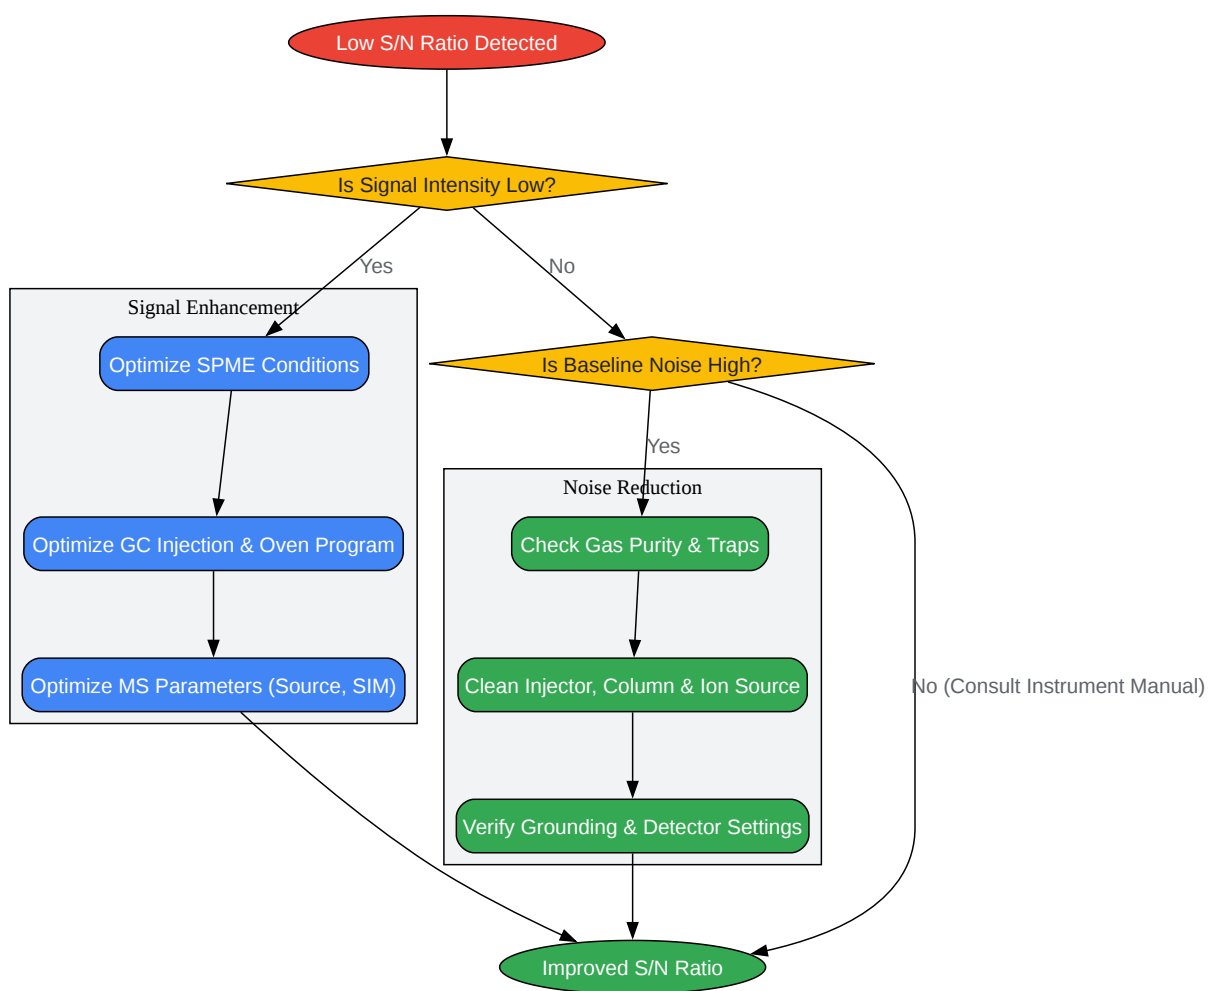 Low S/N Ratio Detected
Is Signal Intensity Low?
Yes
No
Signal Enhancement
Optimize SPME Conditions
Is Baseline Noise High?
Yes
Noise Reduction
Optimize GC Injection & Oven Program
Check Gas Purity & Traps
Optimize MS Parameters (Source, SIM)
Clean Injector, Column & Ion Source
No (Consult Instrument Manual)
Verify Grounding & Detector Settings
Improved S/N Ratio